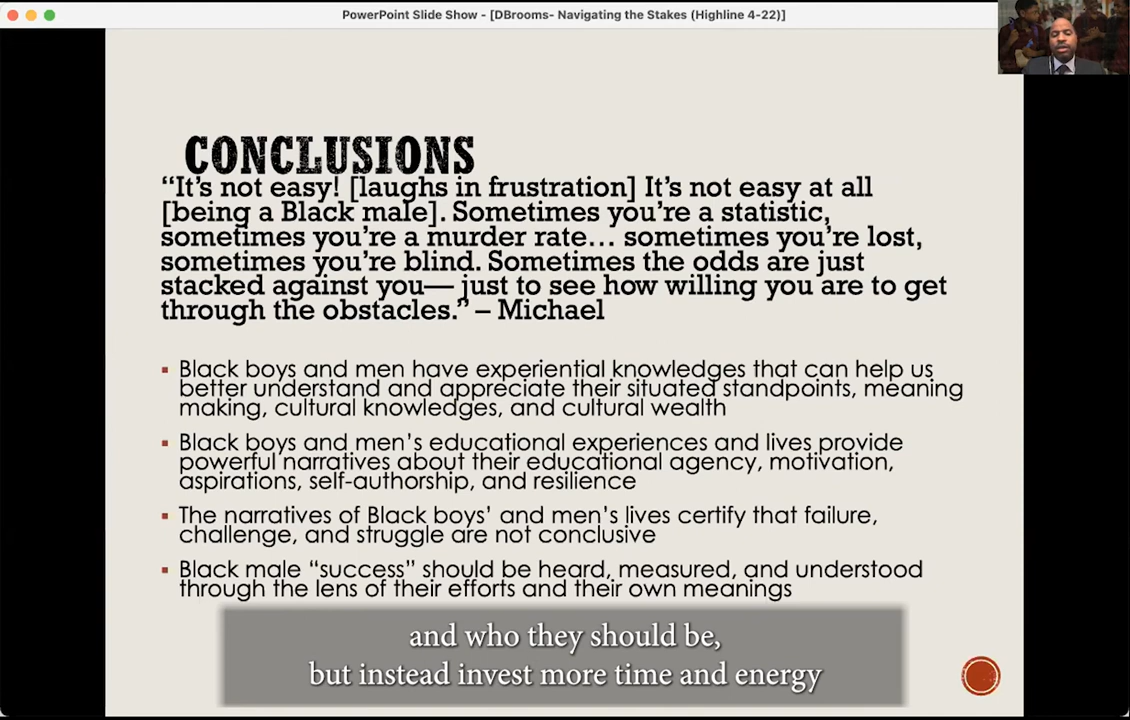 PowerPoint Slide Show - [DBrooms- Navigating the Stakes (Highline 4-22)]
CONCLUSIONS
“It’s not easy! [laughs in frustration] It’s not easy at all
[being a Black male]. Sometimes you’re a statistic,
sometimes you’re a murder rate… sometimes you’re lost,
sometimes you’re blind. Sometimes the odds are just
stacked against you— just to see how willing you are to get
through the obstacles.” – Michael
▪ Black boys and men have experiential knowledges that can help us
better understand and appreciate their situated standpoints, meaning
making, cultural knowledges, and cultural wealth
▪ Black boys and men’s educational experiences and lives provide
powerful narratives about their educational agency, motivation,
aspirations, self-authorship, and resilience
▪ The narratives of Black boys’ and men’s lives certify that failure,
challenge, and struggle are not conclusive
▪ Black male “success” should be heard, measured, and understood
through the lens of their efforts and their own meanings
and who they should be,
but instead invest more time and energy